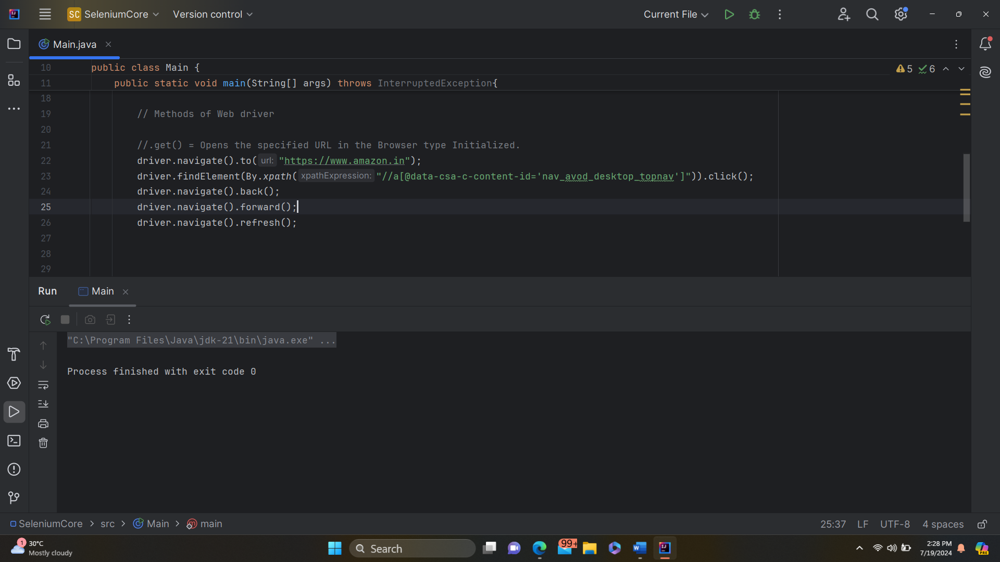 SC SeleniumCore Version control Current File
Main.java
10 public class Main {
5 6
11 public static void main(String[] args) throws InterruptedException{
18
19 // Methods of Web driver
20
21 //.get() = Opens the specified URL in the Browser type Initialized.
22 driver.navigate().to( url: "https://www.amazon.in");
23 driver.findElement(By.xpath( xpathExpression: "//a[@data-csa-c-content-id='nav_avod_desktop_topnav']")).click();
24 driver.navigate().back();
25 driver.navigate().forward();
26 driver.navigate().refresh();
27
28
29
Run Main
"C:\Program Files\Java\jdk-21\bin\java.exe" ...
Process finished with exit code 0
SeleniumCore > src > Main > main 25:37 LF UTF-8 4 spaces
1 30°C
Mostly cloudy
Search
99+
PRE
2:28 PM
7/19/2024